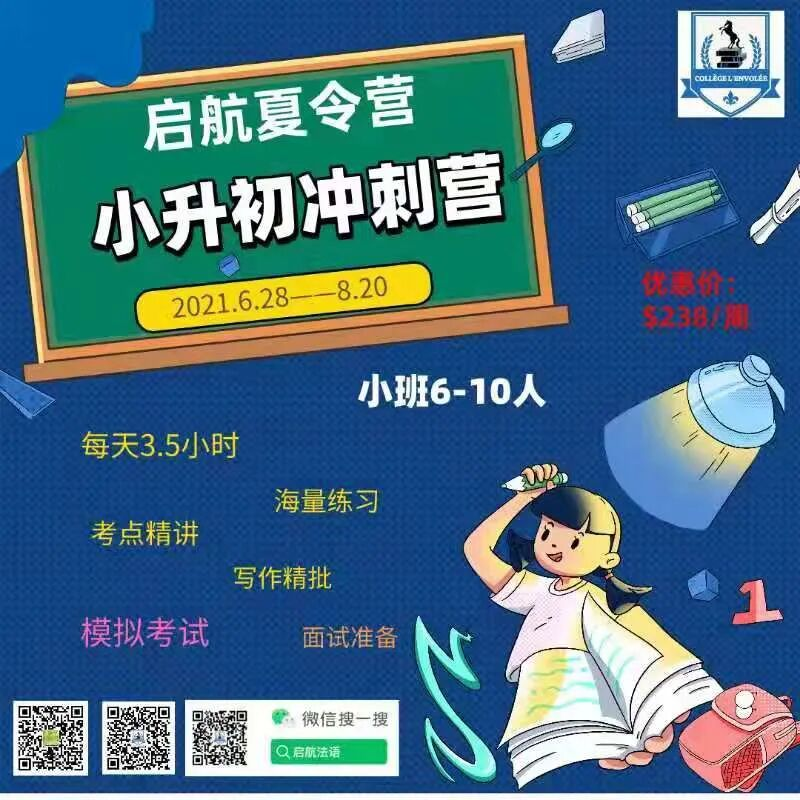 COLLÈGE L'ENVOLÉE
启航夏令营
小升初冲刺营
2021.6.28——8.20
优惠价：
$238/周
小班6-10人
每天3.5小时
海量练习
考点精讲
写作精批
模拟考试
面试准备
1
微信搜一搜
启航法语